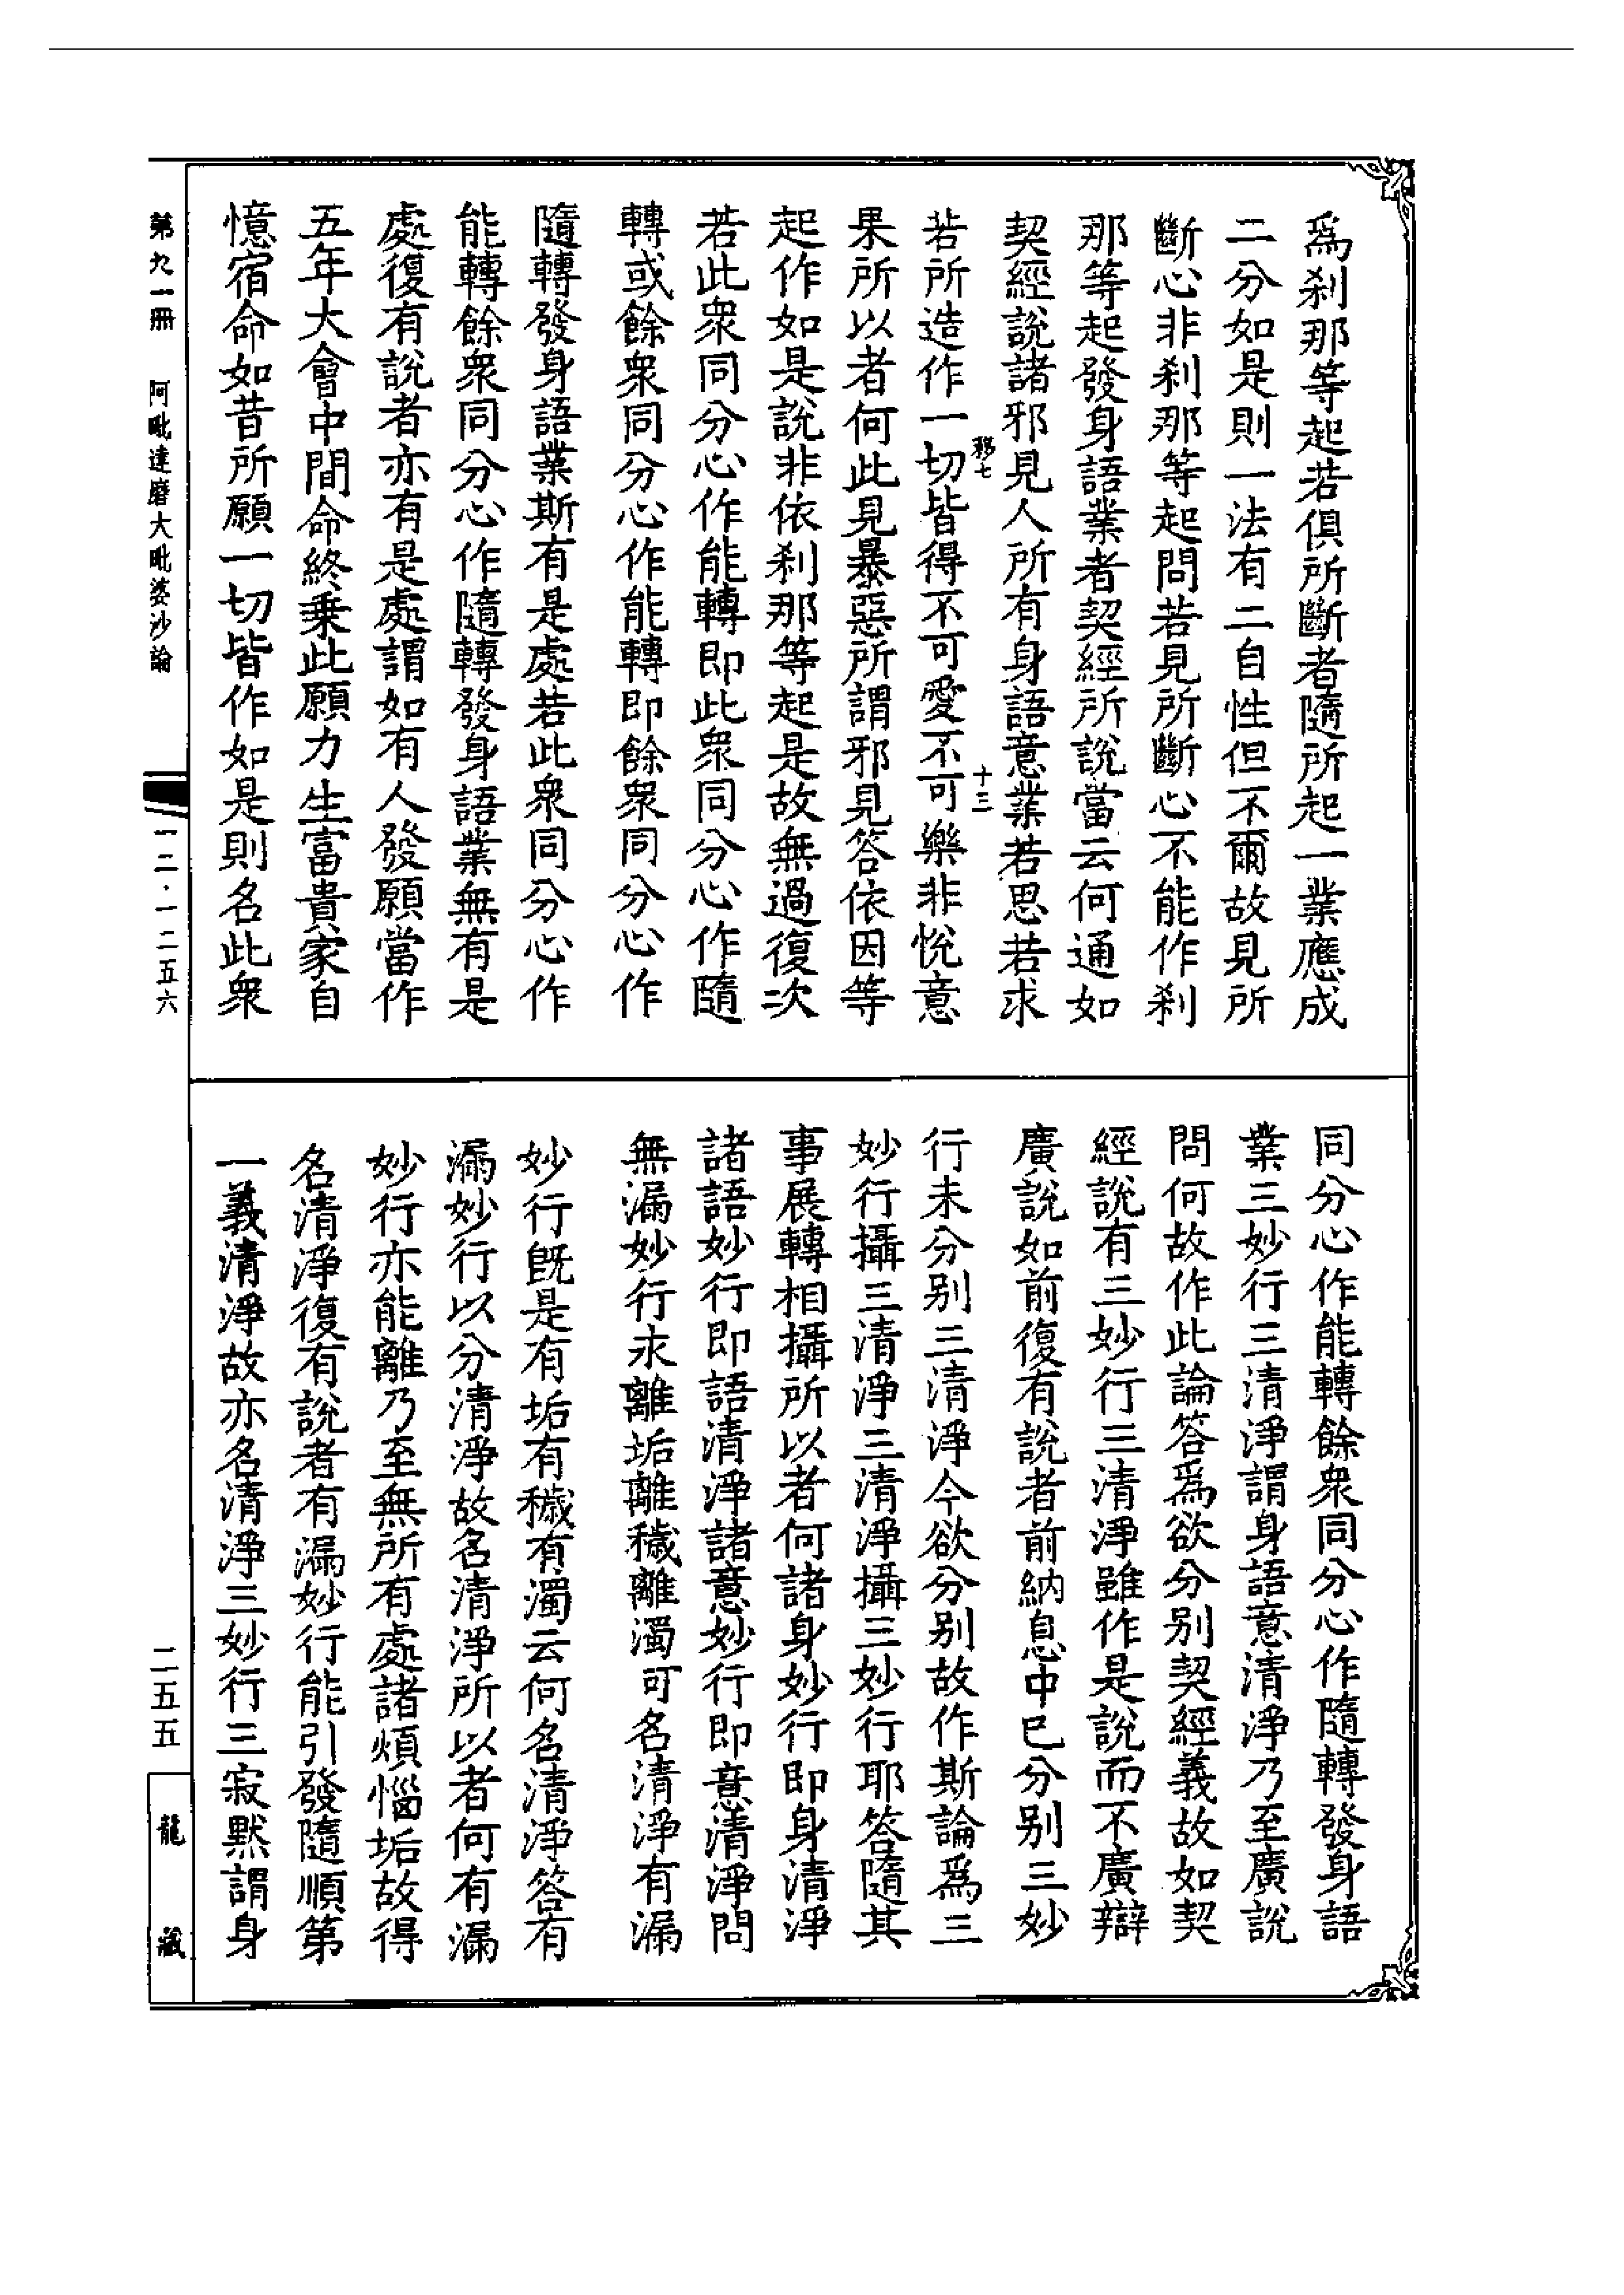 爲刹那等起若俱所斷者隨所起一業應成
二分如是則一法有二自性但不爾故見所
斷心非刹那等起問若見所斷心不能作刹
那等起發身語業者契經所說當云何通如
契經說諸邪見人所有身語意業若思若求
若所造作一切皆得不可愛不可樂非悅意
十三
果所以者何此見暴惡所謂邪見答依因等
起作如是說非依刹那等起是故無過復次
若此衆同分心作能轉即此衆同分心作隨
轉或餘衆同分心作能轉即餘衆同分心作
隨轉發身語業斯有是處若此衆同分心作
能轉餘衆同分心作隨轉發身語業無有是
處復有說者亦有是處謂如有人發願當作
五年大會中間命終乘此願力生富貴家自
憶宿命如昔所願一切皆作如是則名此衆
同分心作能轉餘衆同分心作隨轉發身語
業三妙行三清淨謂身語意清淨乃至廣說
問何故作此論答爲欲分别契經義故如契
經說有三妙行三清淨雖作是說而不廣辯
廣說如前復有說者前納息中已分别三妙
行未分别三清淨今欲分别故作斯論爲三
妙行攝三清淨三清淨攝三妙行耶答隨其
事展轉相攝所以者何諸身妙行即身清淨
諸語妙行即語清淨諸意妙行即意清淨問
無漏妙行永離垢離穢離濁可名清淨有漏
妙行旣是有垢有穢有濁云何名清淨答有
漏妙行以分清淨故名清淨所以者何有漏
妙行亦能離乃至無所有處諸煩惱垢故得
名清淨復有說者有漏妙行能引發隨順第
一義清淨故亦名清淨三妙行三寂默謂身
第九一冊 阿毗達磨大毗婆沙論
一二·一二五六
二五五
龍藏